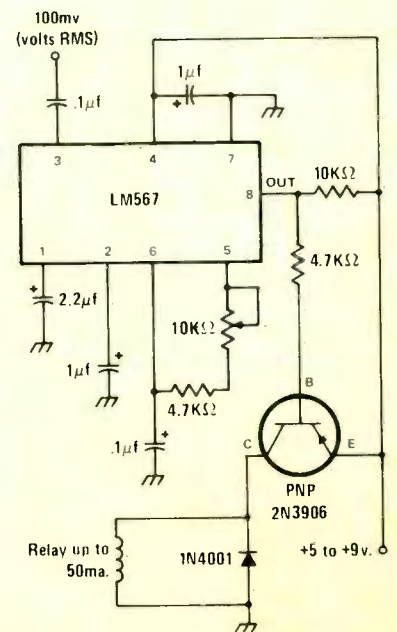 100mv
(volts RMS)
.1μf
1μf
+
3
4
7
LM567
8
OUT
10KΩ
1
2
6
5
4.7KΩ
+
2.2μf
10KΩ
1μf
+
4.7KΩ
.1μf
+
B
C
E
PNP
2N3906
Relay up to
50ma.
1N4001
+5 to +9v.